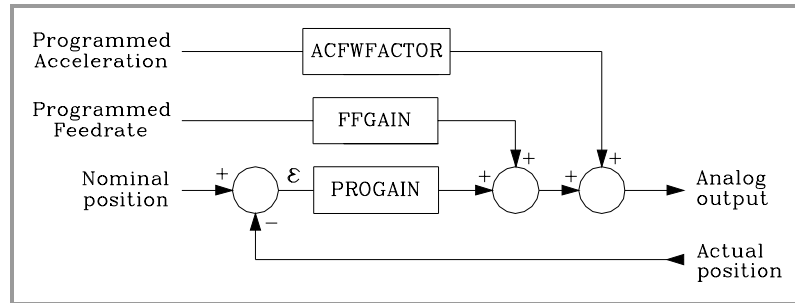 Programmed
Acceleration
ACFWFACTOR
+
Programmed
Feedrate
FFGAIN
+
Nominal
position
+
ε
PROGAIN
+
+
Analog
output
−
Actual
position